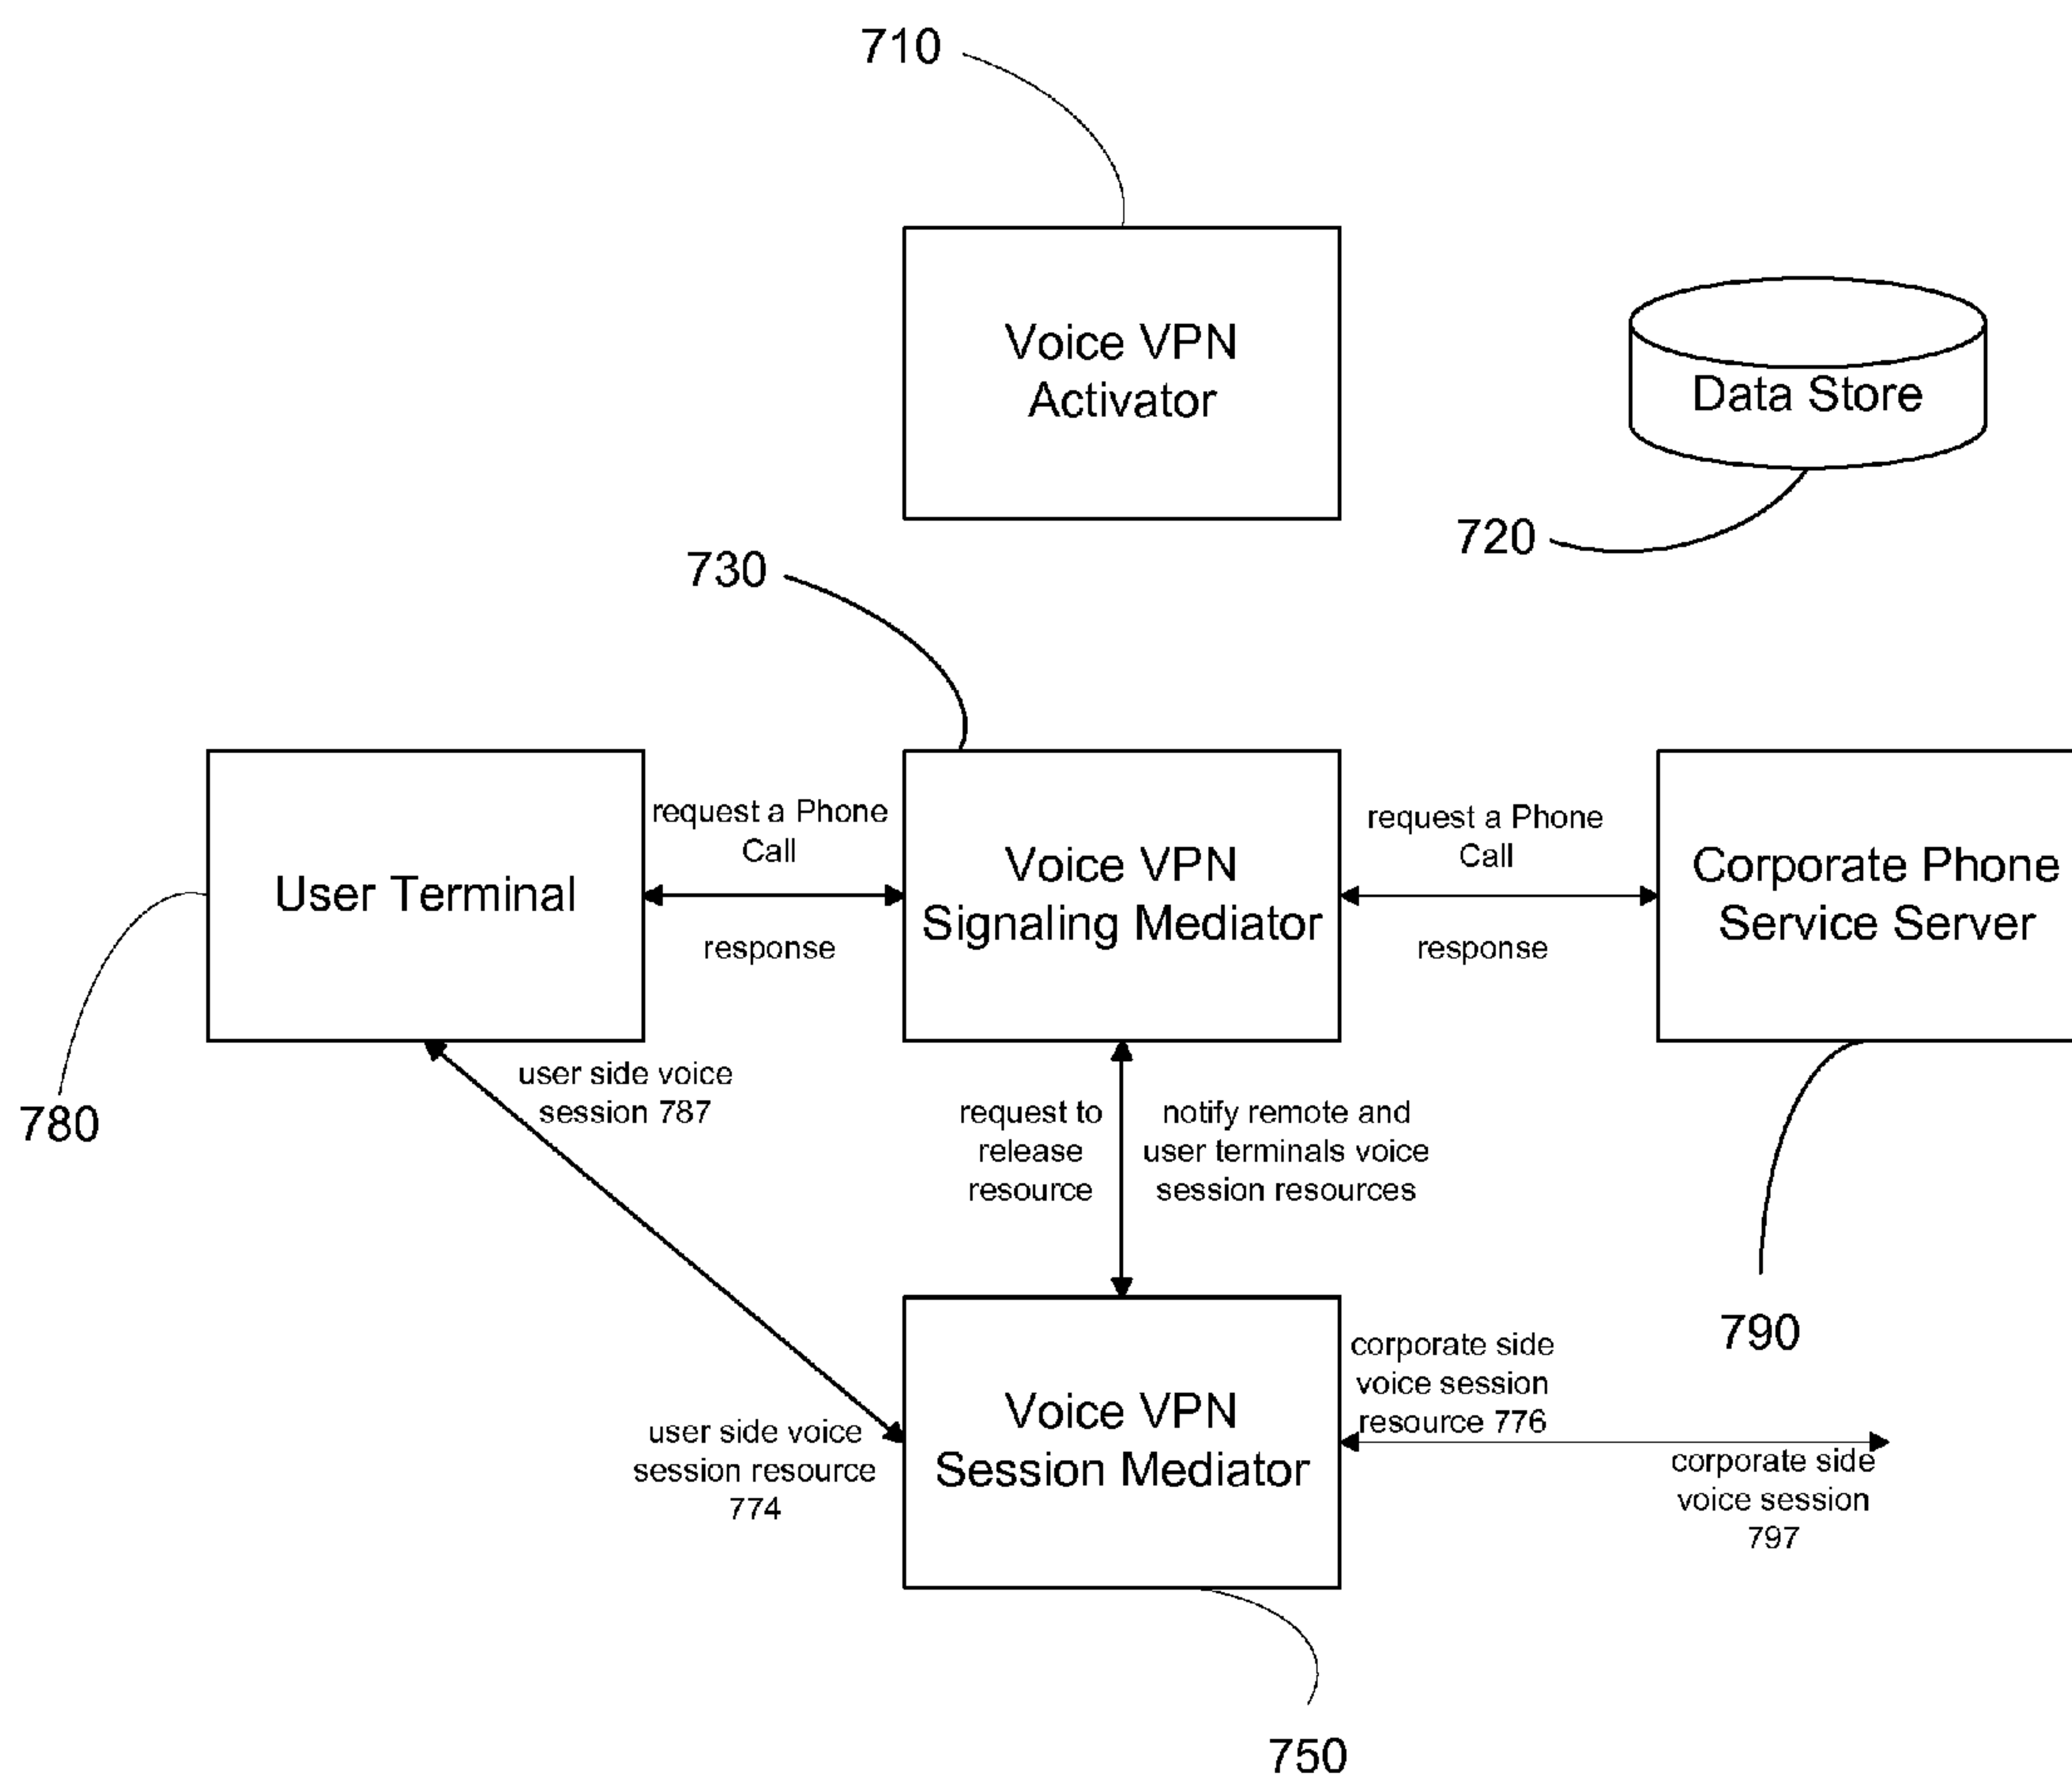 710
Voice VPN
Activator
Data Store
720
730
User Terminal
request a Phone
Call
response
Voice VPN
Signaling Mediator
request a Phone
Call
response
Corporate Phone
Service Server
780
user side voice
session 787
request to
release
resource
notify remote and
user terminals voice
session resources
790
user side voice
session resource
774
Voice VPN
Session Mediator
corporate side
voice session
resource 776
corporate side
voice session
797
750